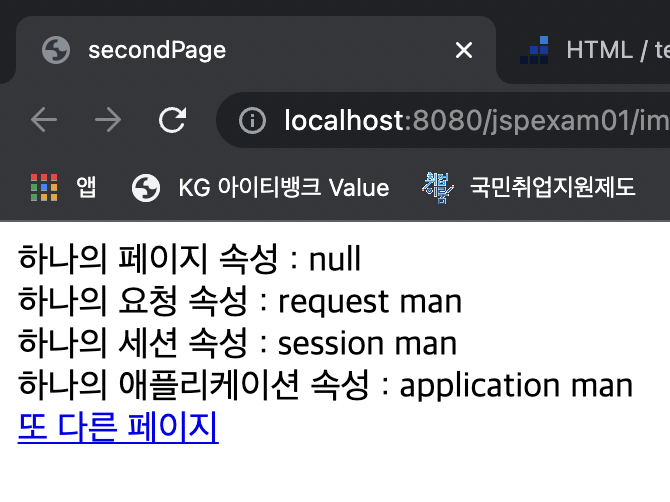 secondPage
HTML / te
localhost:8080/jspexam01/im
앱 KG 아이티뱅크 Value 국민취업지원제도
하나의 페이지 속성 : null
하나의 요청 속성 : request man
하나의 세션 속성 : session man
하나의 애플리케이션 속성 : application man
또 다른 페이지